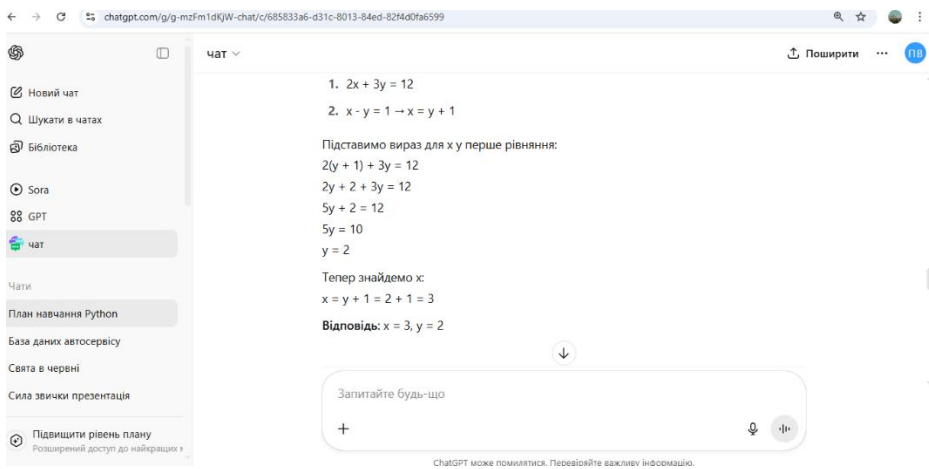 chatgpt.com/g/g-mzFm1dKjW-chat/c/685833a6-d31c-8013-84ed-82f4d0fa6599
чат
Поширити
ПВ
Новий чат
Шукати в чатах
Бібліотека
Sora
GPT
чат
Чати
План навчання Python
База даних автосервісу
Свята в червні
Сила звички презентація
Підвищити рівень плану
Розширений доступ до найкращих
1. 2x + 3y = 12
2. x - y = 1 → x = y + 1
Підставимо вираз для x у перше рівняння:
2(y + 1) + 3y = 12
2y + 2 + 3y = 12
5y + 2 = 12
5y = 10
y = 2
Тепер знайдемо x:
x = y + 1 = 2 + 1 = 3
Відповідь: x = 3, y = 2
Запитайте будь-що
ChatGPT може помилятися. Перевіряйте важливу інформацію.